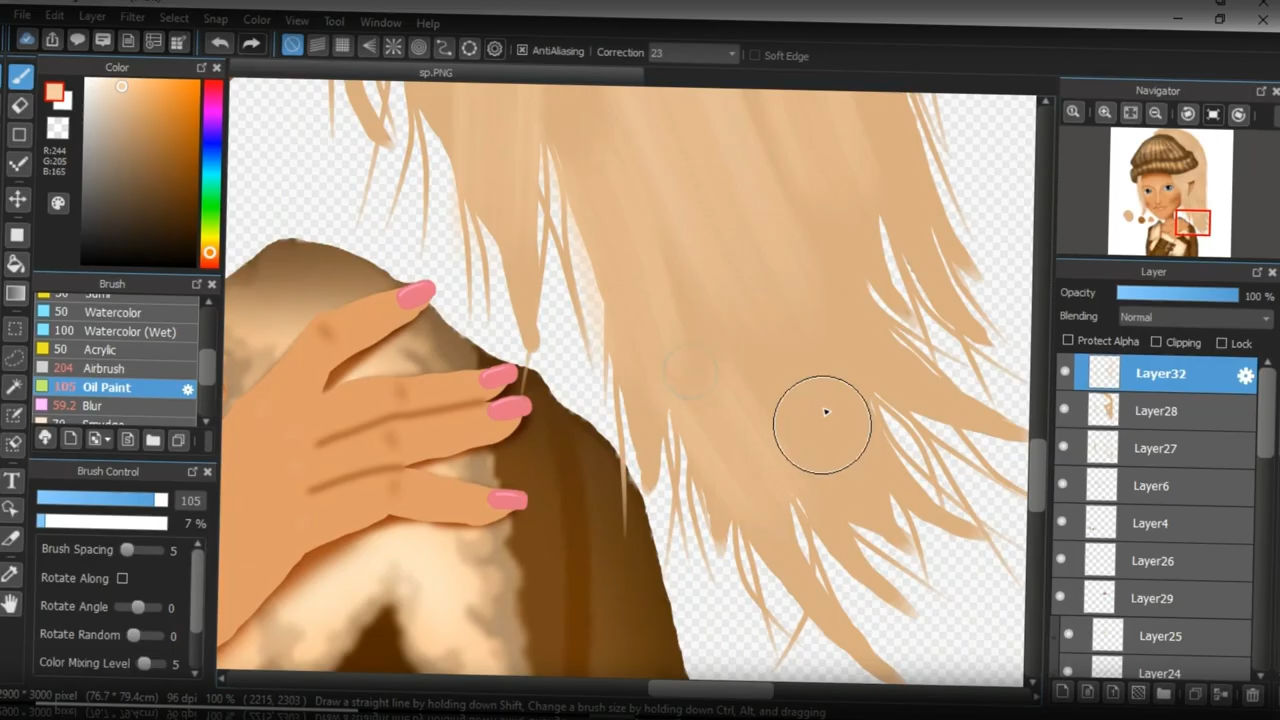 File Edit Layer Filter Select Snap Color View Tool Window Help
AntiAliasing Correction 23 Soft Edge
Color
sp.PNG
Navigator
R:244
G:205
B:165
Brush
50 Sumi
50 Watercolor
100 Watercolor (Wet)
50 Acrylic
204 Airbrush
105 Oil Paint
59.2 Blur
70 Smudge
Brush Control
105
7 %
Brush Spacing 5
Rotate Along
Rotate Angle 0
Rotate Random 0
Color Mixing Level 5
Layer
Opacity 100 %
Blending Normal
Protect Alpha Clipping Lock
Layer32
Layer28
Layer27
Layer6
Layer4
Layer26
Layer29
Layer25
Layer24
T
2900 * 3000 pixel (76.7 * 79.4cm) 96 dpi 100 % ( 2215, 2303 ) Draw a straight line by holding down Shift, Change a brush size by holding down Ctrl, Alt, and dragging